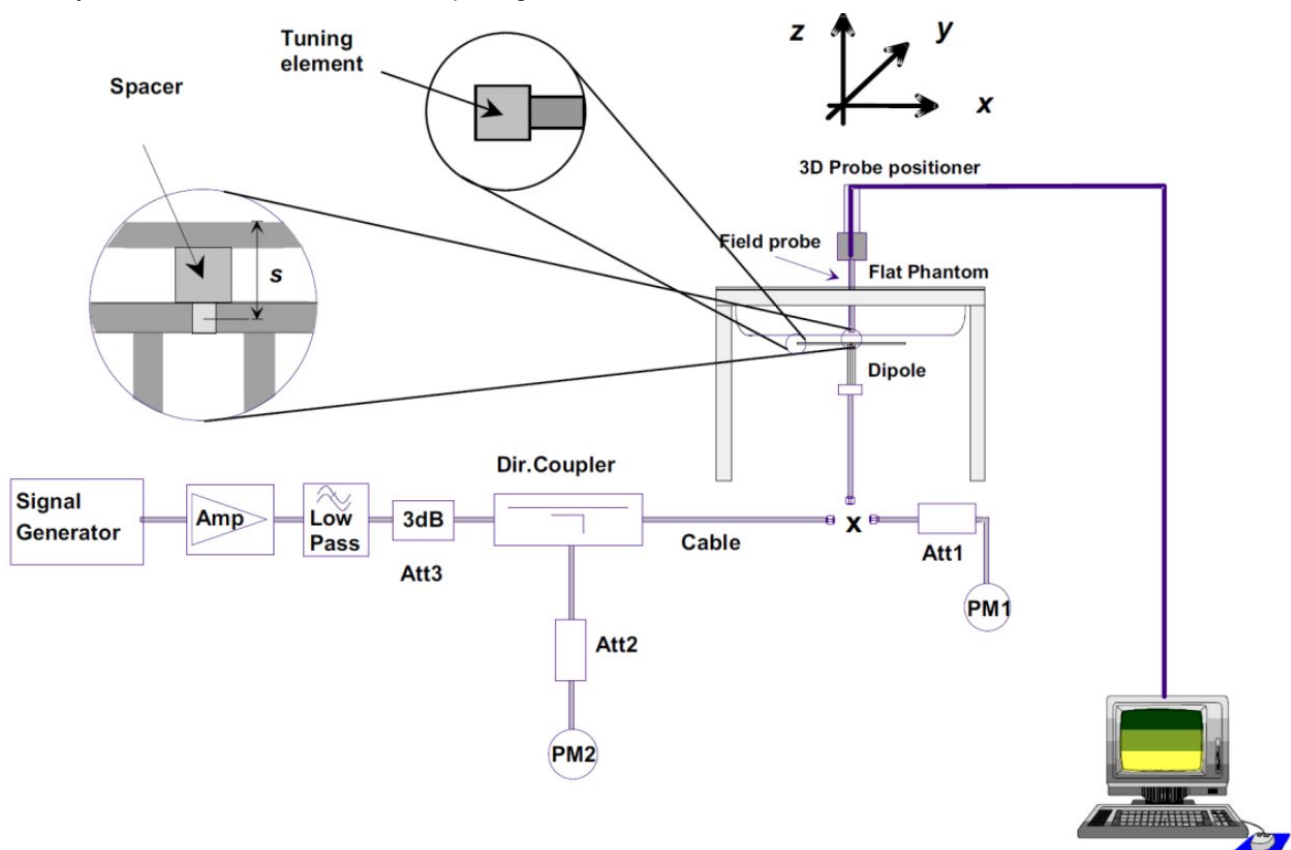 Tuning
element
Spacer
z
y
x
3D Probe positioner
s
Field probe
Flat Phantom
Dipole
Dir.Coupler
Signal
Generator
Amp
Low
Pass
3dB
Att3
Cable
x
Att1
PM1
Att2
PM2